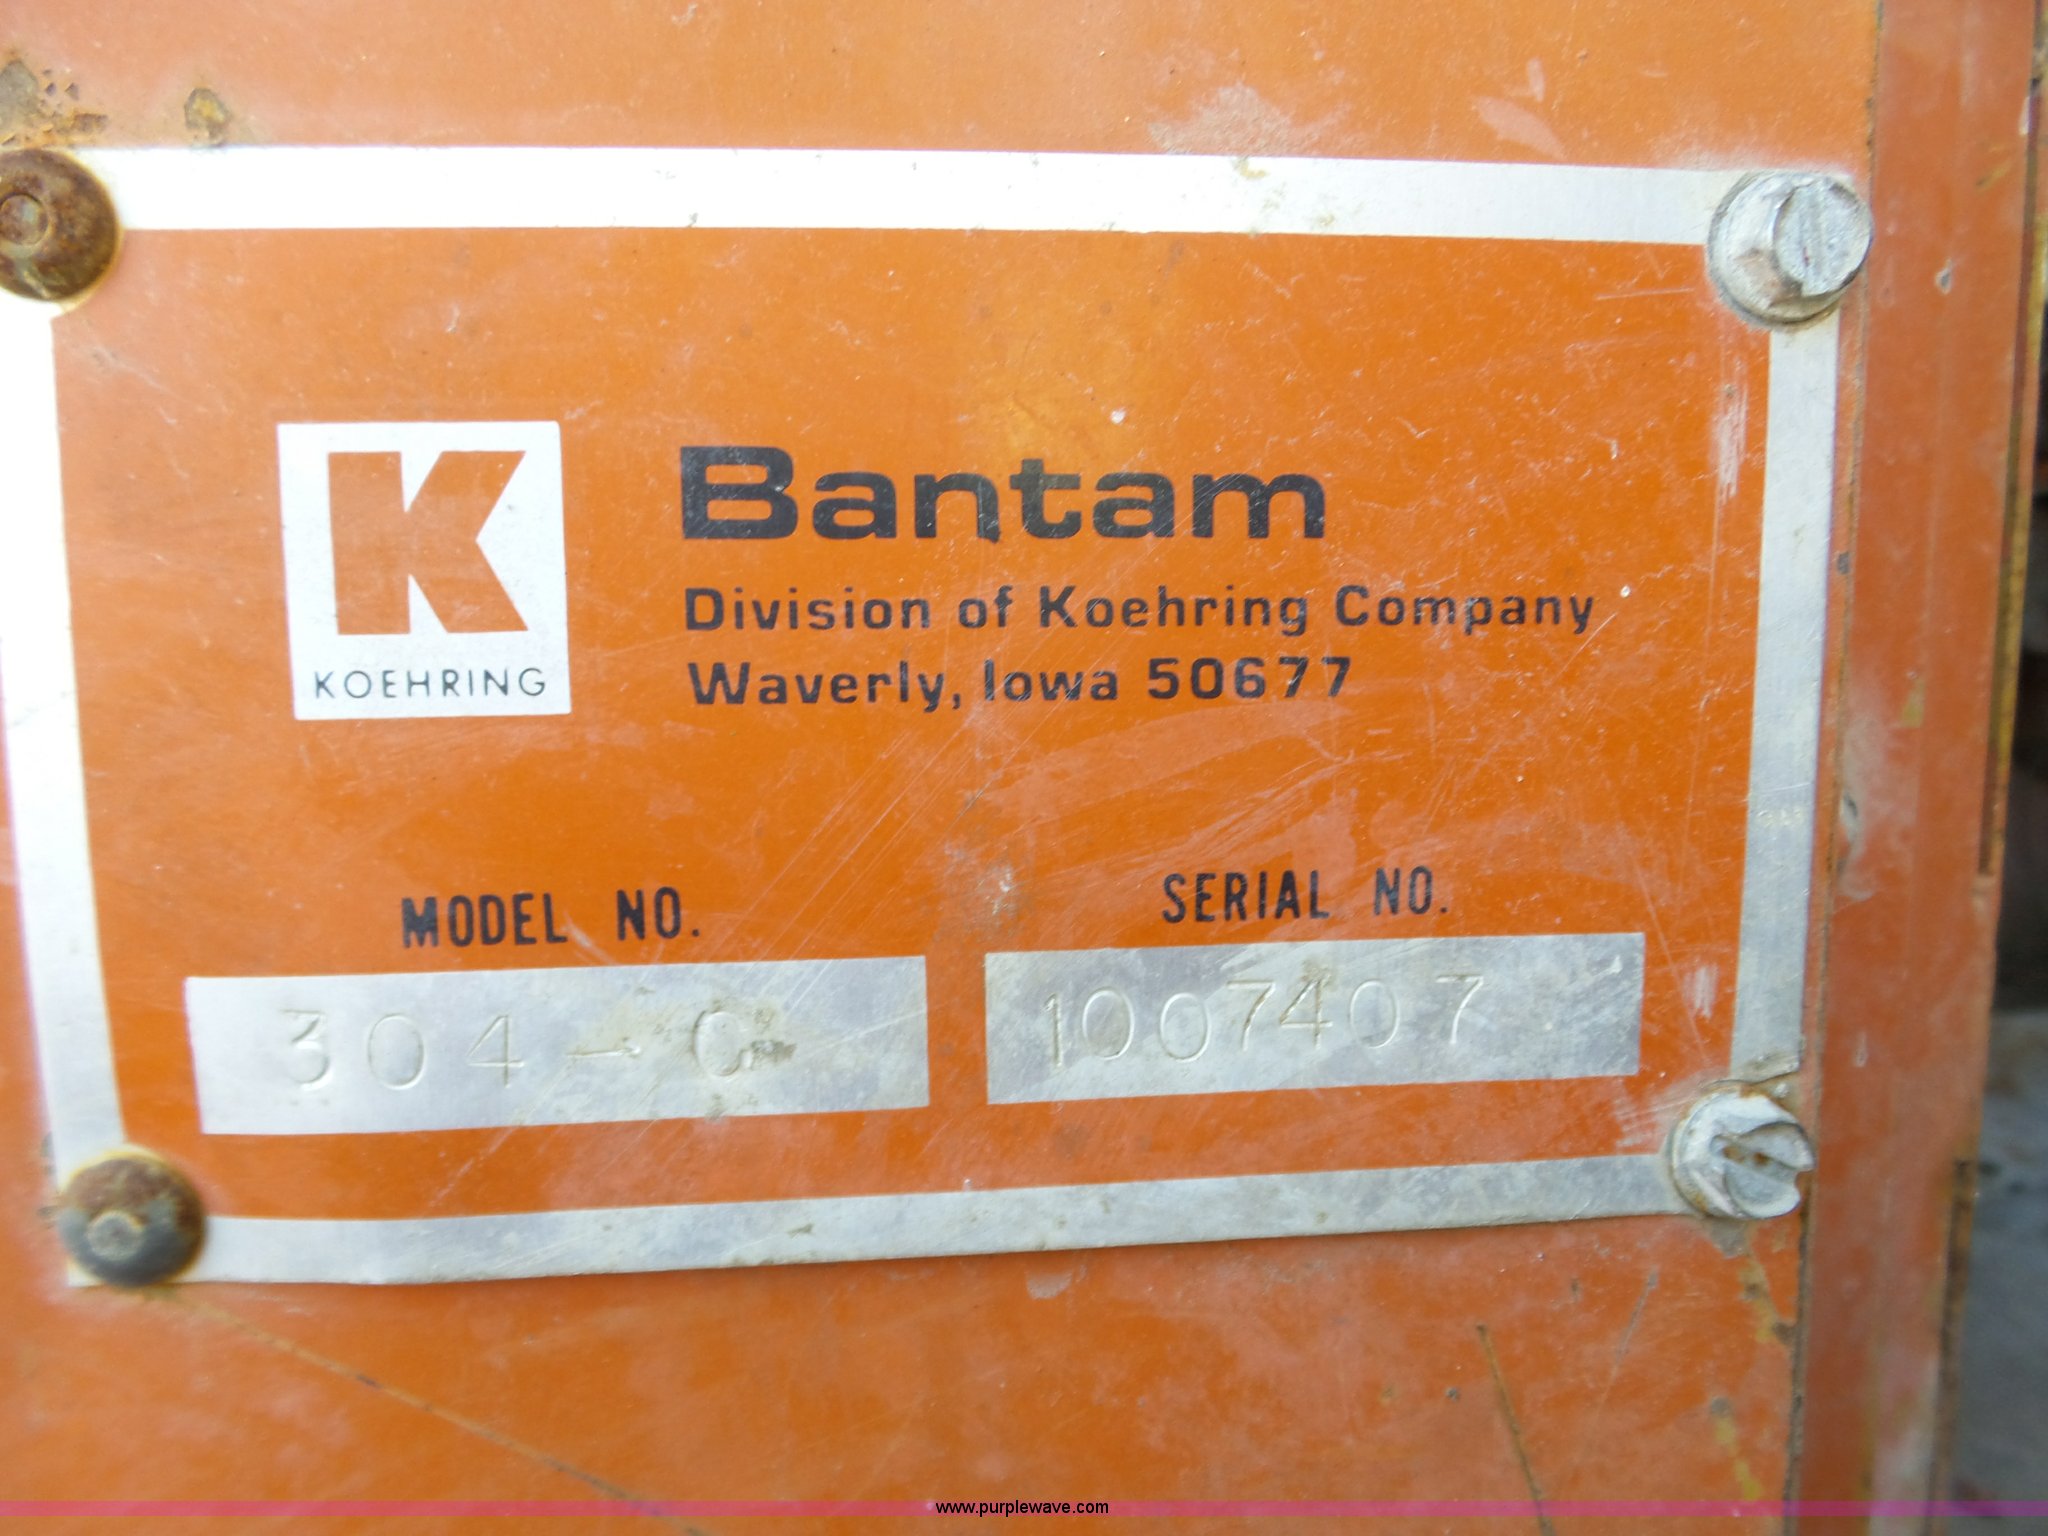 K
KOEHRING
Bantam
Division of Koehring Company
Waverly, Iowa 50677
MODEL NO.
SERIAL NO.
304-G
1007407
www.purplewave.com